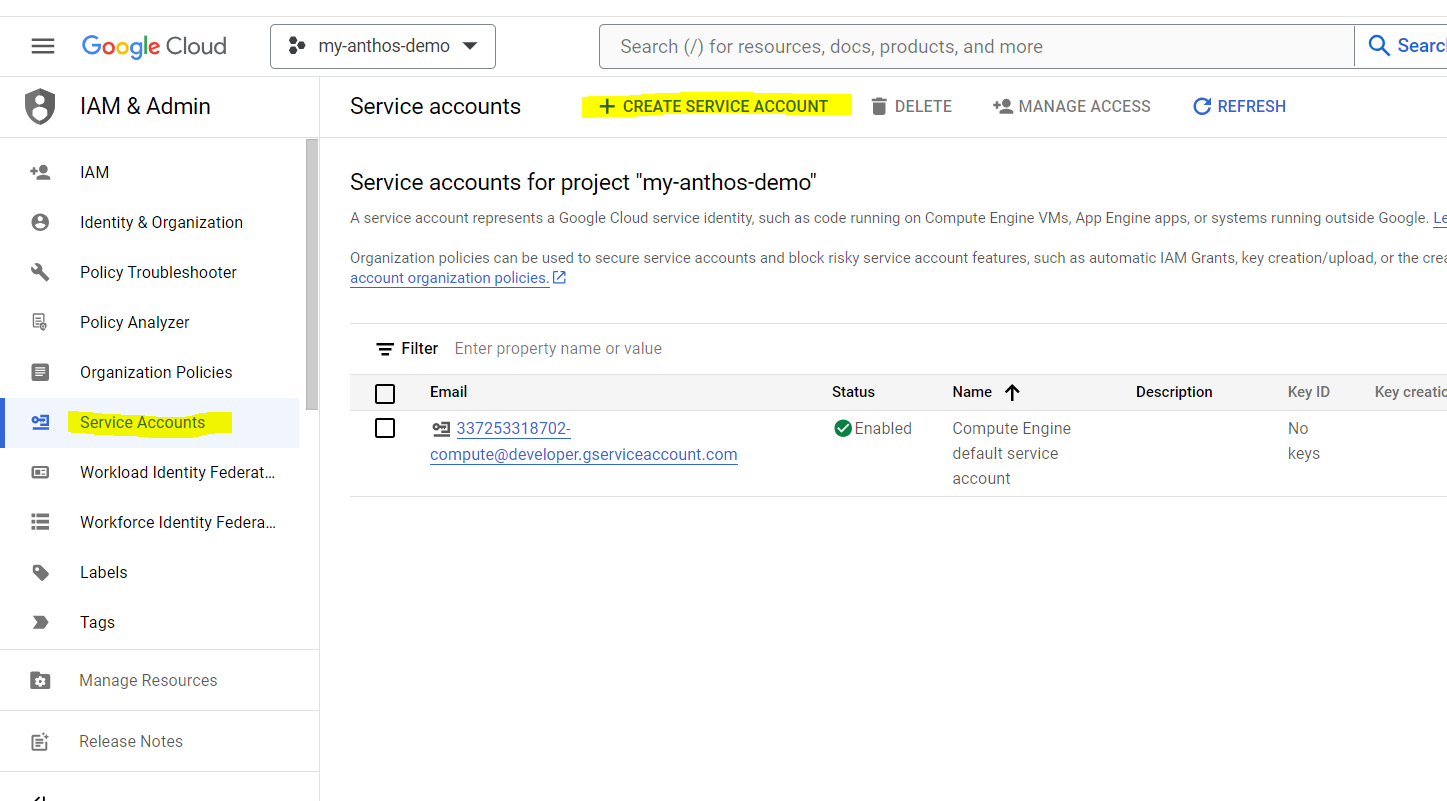 Google Cloud
my-anthos-demo
Search (/) for resources, docs, products, and more
Search
IAM & Admin
Service accounts
CREATE SERVICE ACCOUNT
DELETE
MANAGE ACCESS
REFRESH
IAM
Identity & Organization
Policy Troubleshooter
Policy Analyzer
Organization Policies
Service Accounts
Workload Identity Federat...
Workforce Identity Federa...
Labels
Tags
Manage Resources
Release Notes
Service accounts for project "my-anthos-demo"
A service account represents a Google Cloud service identity, such as code running on Compute Engine VMs, App Engine apps, or systems running outside Google. Le
Organization policies can be used to secure service accounts and block risky service account features, such as automatic IAM Grants, key creation/upload, or the crea
account organization policies.
Filter Enter property name or value
Email Status Name Description Key ID Key creatic
337253318702-
compute@developer.gserviceaccount.com
Enabled
Compute Engine
default service
account
No
keys